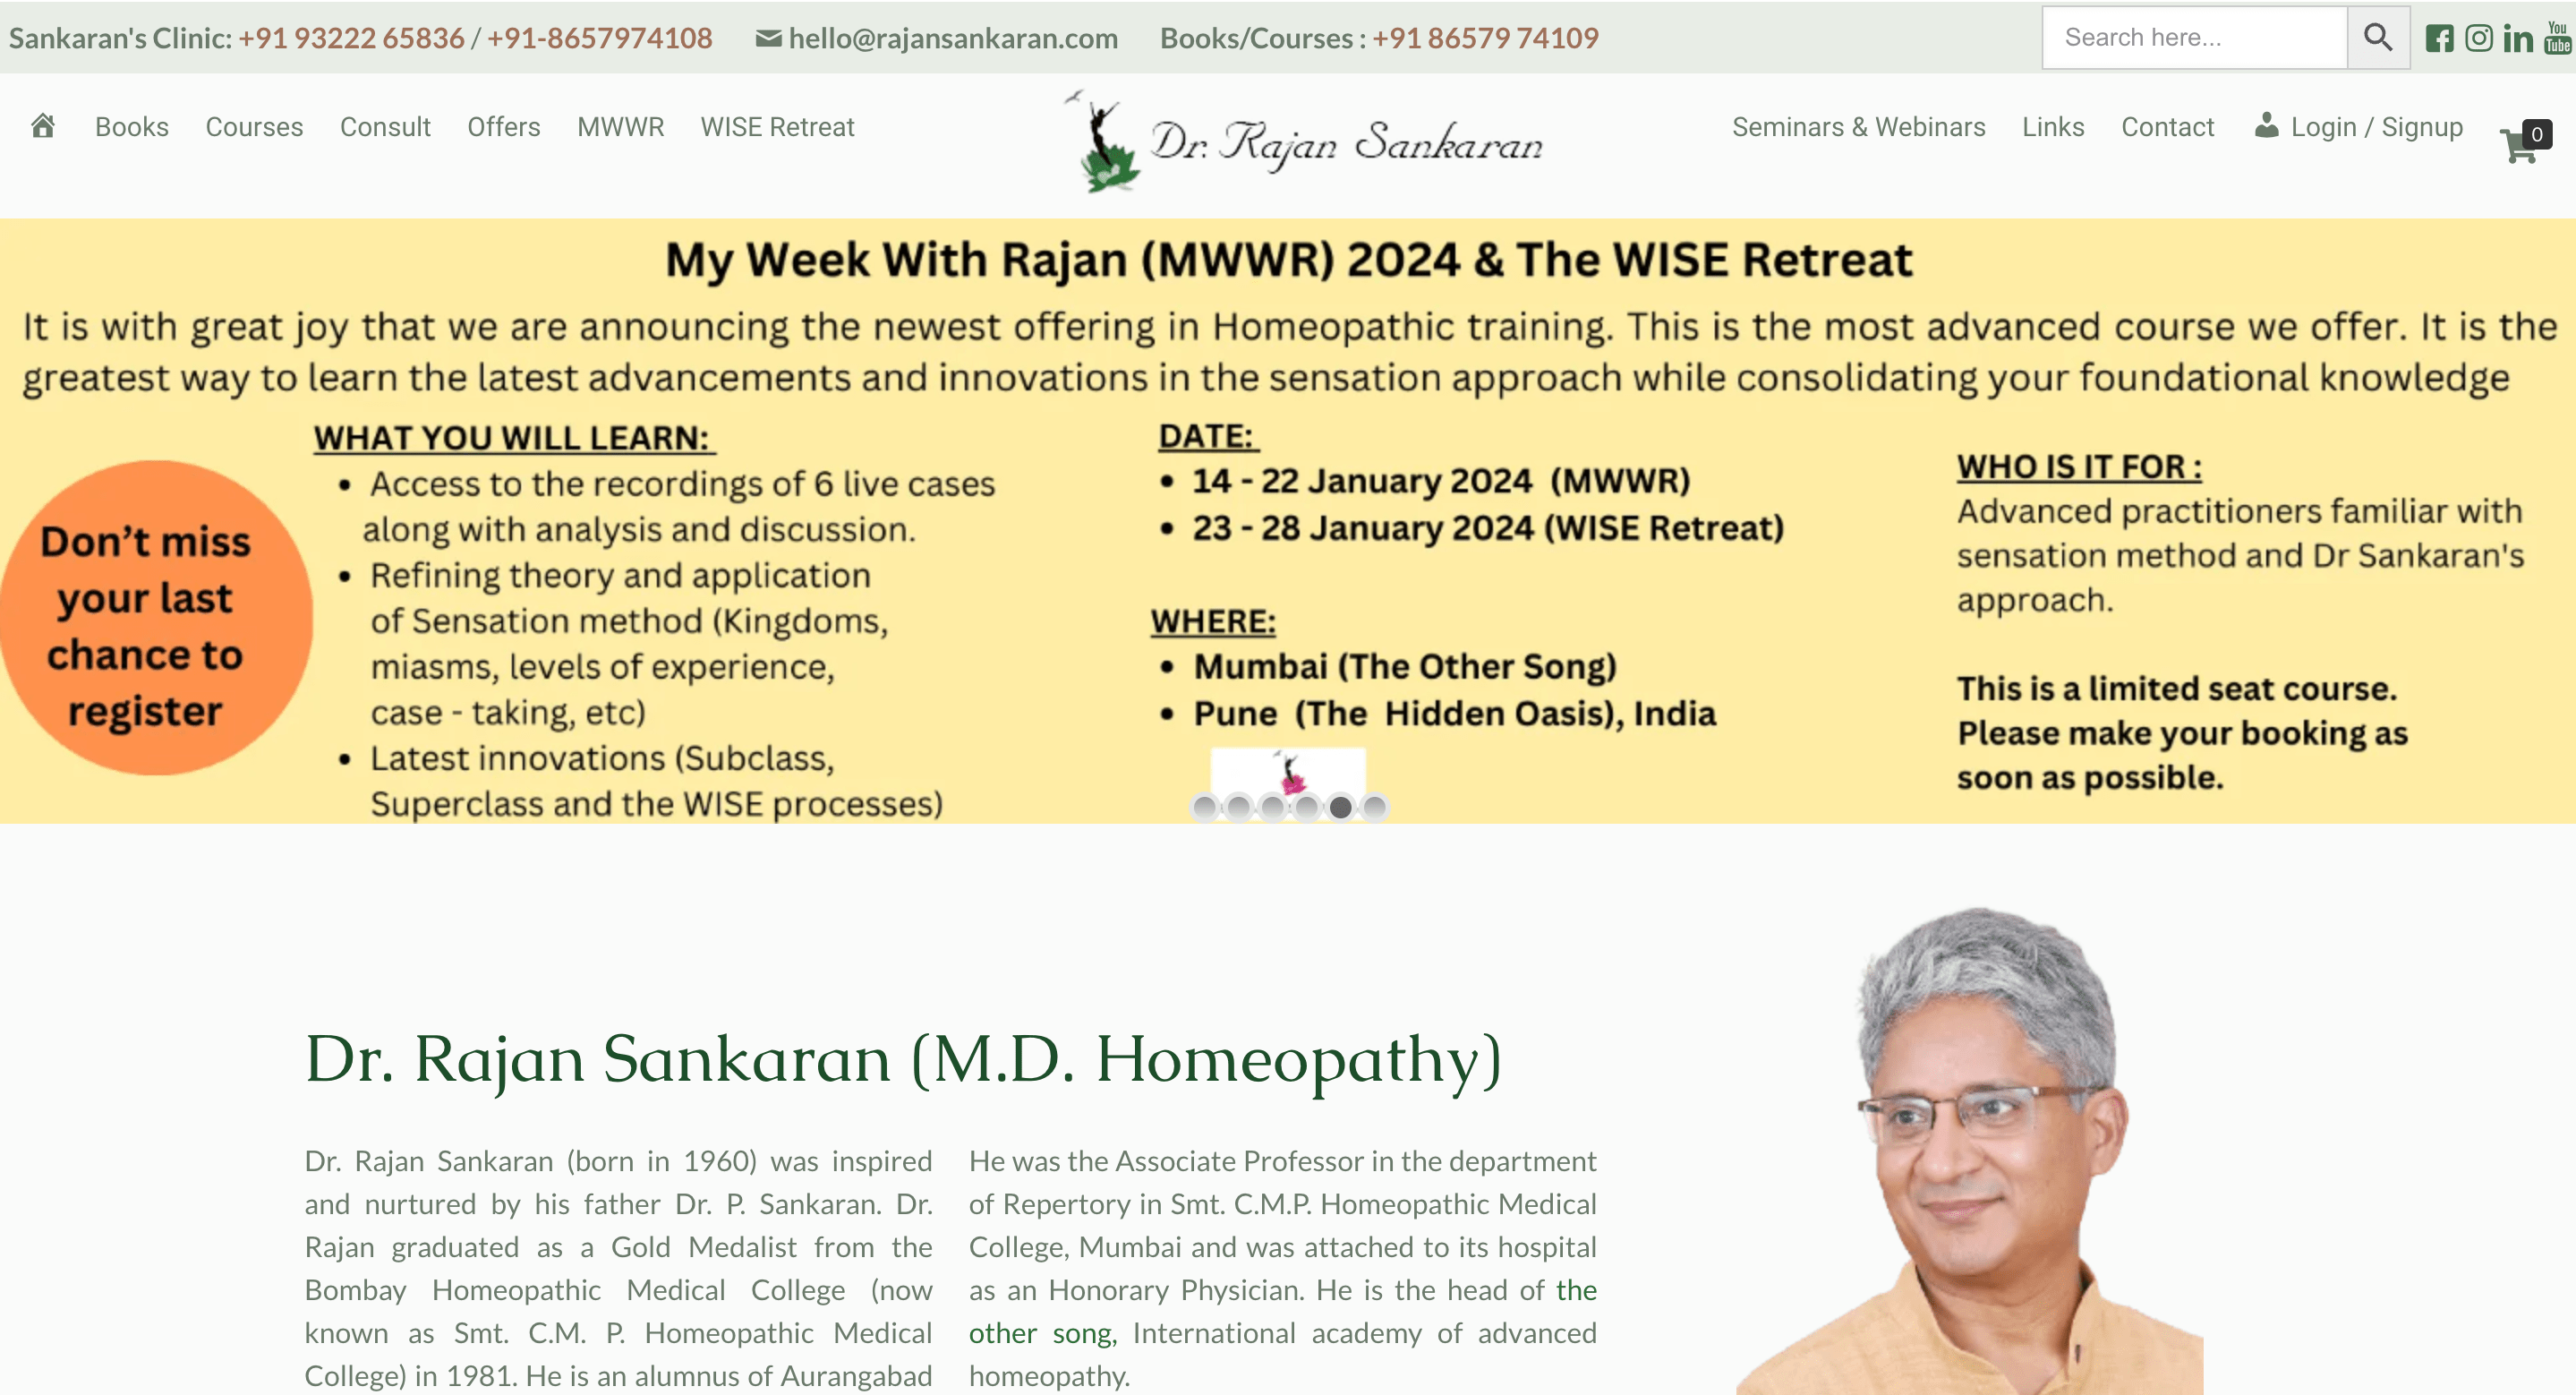 Sankaran's Clinic: +91 93222 65836 / +91-8657974108 hello@rajansankaran.com Books/Courses : +91 86579 74109 Search here... You Tube
Books Courses Consult Offers MWWR WISE Retreat Dr. Rajan Sankaran Seminars & Webinars Links Contact Login / Signup 0
My Week With Rajan (MWWR) 2024 & The WISE Retreat
It is with great joy that we are announcing the newest offering in Homeopathic training. This is the most advanced course we offer. It is the
greatest way to learn the latest advancements and innovations in the sensation approach while consolidating your foundational knowledge
Don't miss
your last
chance to
register
WHAT YOU WILL LEARN:
• Access to the recordings of 6 live cases
along with analysis and discussion.
• Refining theory and application
of Sensation method (Kingdoms,
miasms, levels of experience,
case - taking, etc)
• Latest innovations (Subclass,
Superclass and the WISE processes)
DATE:
• 14 - 22 January 2024 (MWWR)
• 23 - 28 January 2024 (WISE Retreat)
WHERE:
• Mumbai (The Other Song)
• Pune (The Hidden Oasis), India
WHO IS IT FOR :
Advanced practitioners familiar with
sensation method and Dr Sankaran's
approach.
This is a limited seat course.
Please make your booking as
soon as possible.
Dr. Rajan Sankaran (M.D. Homeopathy)
Dr. Rajan Sankaran (born in 1960) was inspired
and nurtured by his father Dr. P. Sankaran. Dr.
Rajan graduated as a Gold Medalist from the
Bombay Homeopathic Medical College (now
known as Smt. C.M. P. Homeopathic Medical
College) in 1981. He is an alumnus of Aurangabad
He was the Associate Professor in the department
of Repertory in Smt. C.M.P. Homeopathic Medical
College, Mumbai and was attached to its hospital
as an Honorary Physician. He is the head of the
other song, International academy of advanced
homeopathy.